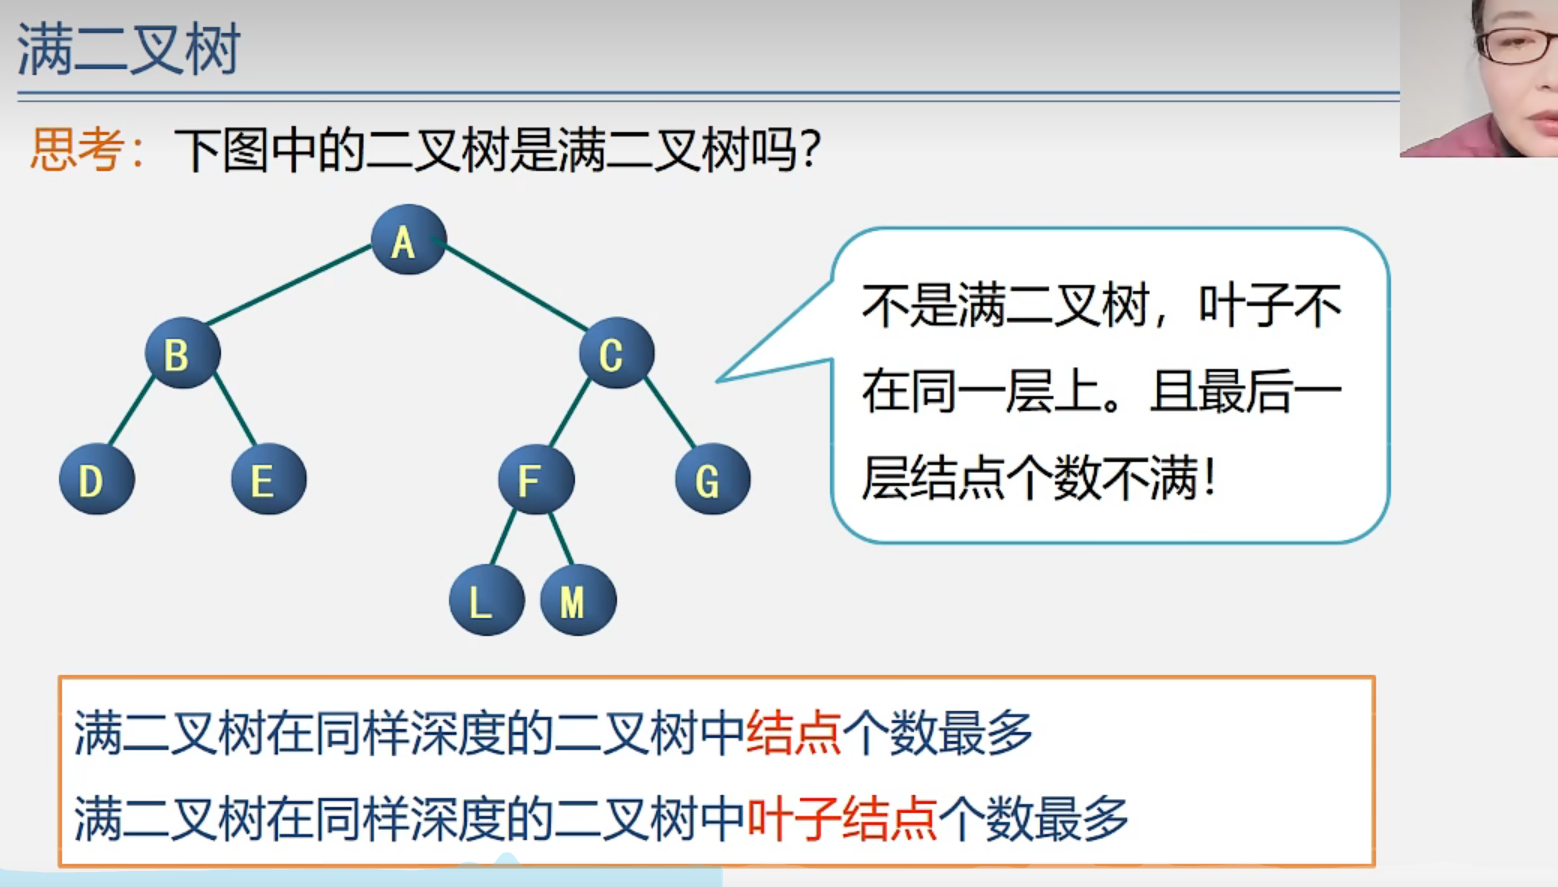 满二叉树
思考：下图中的二叉树是满二叉树吗？
A
B
C
D
E
F
G
L
M
不是满二叉树，叶子不
在同一层上。且最后一
层结点个数不满！
满二叉树在同样深度的二叉树中结点个数最多
满二叉树在同样深度的二叉树中叶子结点个数最多